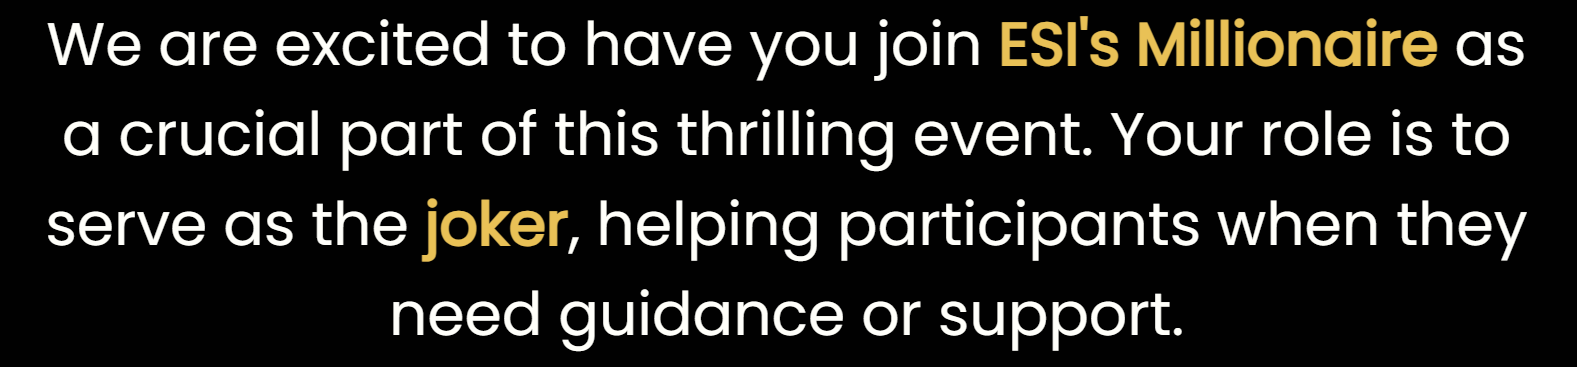 We are excited to have you join ESI's Millionaire as
a crucial part of this thrilling event. Your role is to
serve as the joker, helping participants when they
need guidance or support.